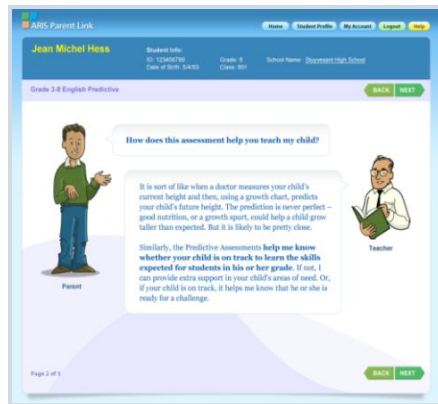 ARIS Parent Link
Home Student Profile My Account Logout Help
Jean Michel Hess
Student Info:
ID: 123456789 Grade: 6 School Name: Stuyvesant High School
Date of Birth: 5/4/93 Class: 601
Grade 3-8 English Predictive
BACK NEXT
How does this assessment help you teach my child?
It is sort of like when a doctor measures your child's
current height and then, using a growth chart, predicts
your child's future height. The prediction is never perfect –
good nutrition, or a growth spurt, could help a child grow
taller than expected. But it is likely to be pretty close.
Similarly, the Predictive Assessments help me know
whether your child is on track to learn the skills
expected for students in his or her grade. If not, I
can provide extra support in your child's areas of need. Or,
if your child is on track, it helps me know that he or she is
ready for a challenge.
Teacher
Parent
Page 2 of 5
BACK NEXT